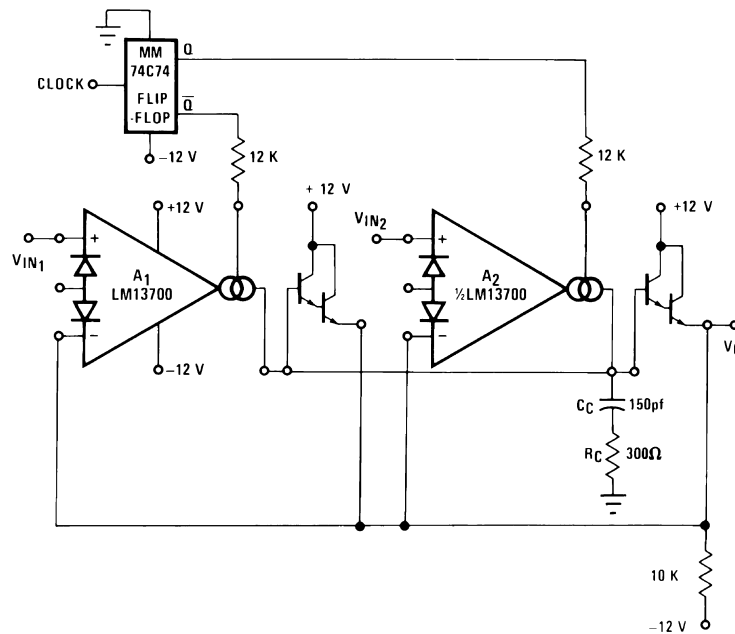 MM
74C74
FLIP
-FLOP
Q
Q̅
CLOCK
−12 V
12 K
12 K
+12 V
+ 12 V
+12 V
VIN1
+
A1
LM13700
−
−12 V
VIN2
+
A2
½LM13700
−
CC
150pf
RC
300Ω
10 K
−12 V